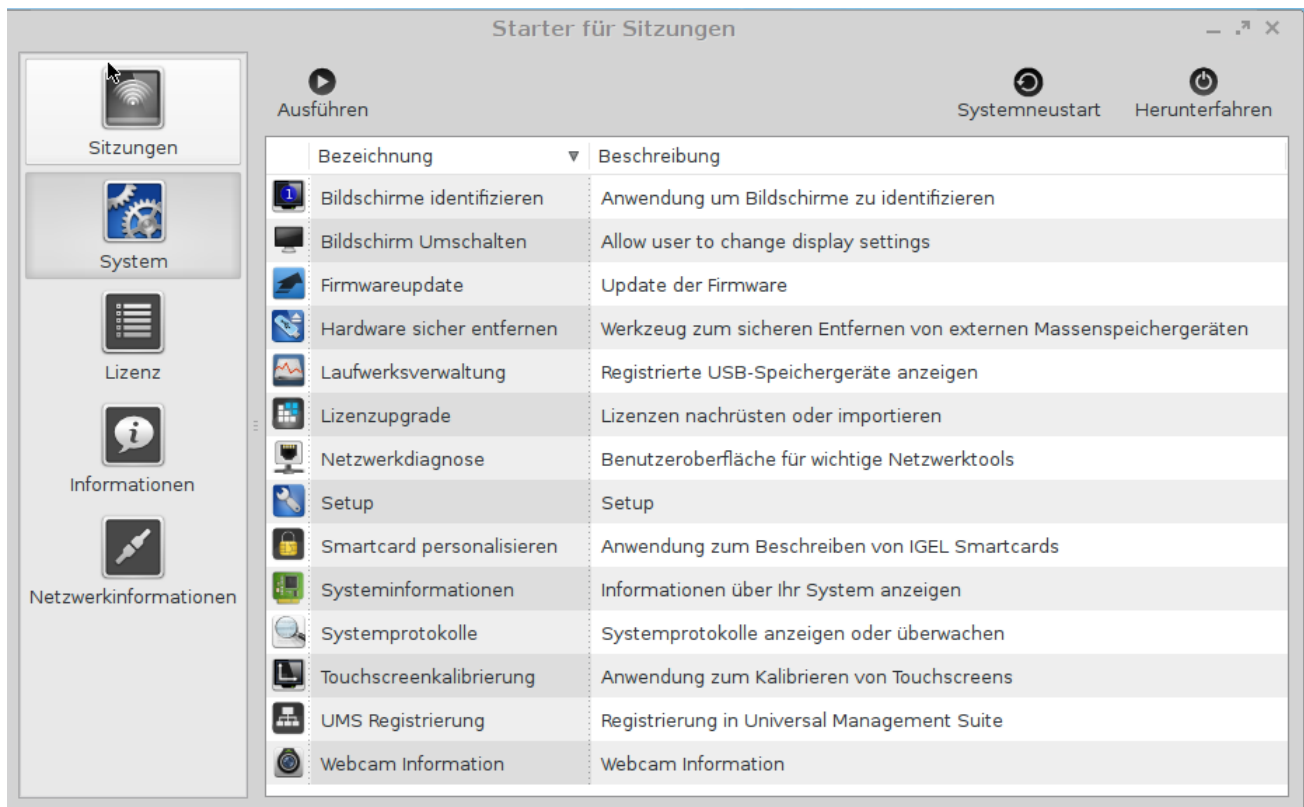 Starter für Sitzungen
Sitzungen
System
Lizenz
Informationen
Netzwerkinformationen
Ausführen
Systemneustart
Herunterfahren
Bezeichnung Beschreibung
Bildschirme identifizieren Anwendung um Bildschirme zu identifizieren
Bildschirm Umschalten Allow user to change display settings
Firmwareupdate Update der Firmware
Hardware sicher entfernen Werkzeug zum sicheren Entfernen von externen Massenspeichergeräten
Laufwerksverwaltung Registrierte USB-Speichergeräte anzeigen
Lizenzupgrade Lizenzen nachrüsten oder importieren
Netzwerkdiagnose Benutzeroberfläche für wichtige Netzwerktools
Setup Setup
Smartcard personalisieren Anwendung zum Beschreiben von IGEL Smartcards
Systeminformationen Informationen über Ihr System anzeigen
Systemprotokolle Systemprotokolle anzeigen oder überwachen
Touchscreenkalibrierung Anwendung zum Kalibrieren von Touchscreens
UMS Registrierung Registrierung in Universal Management Suite
Webcam Information Webcam Information